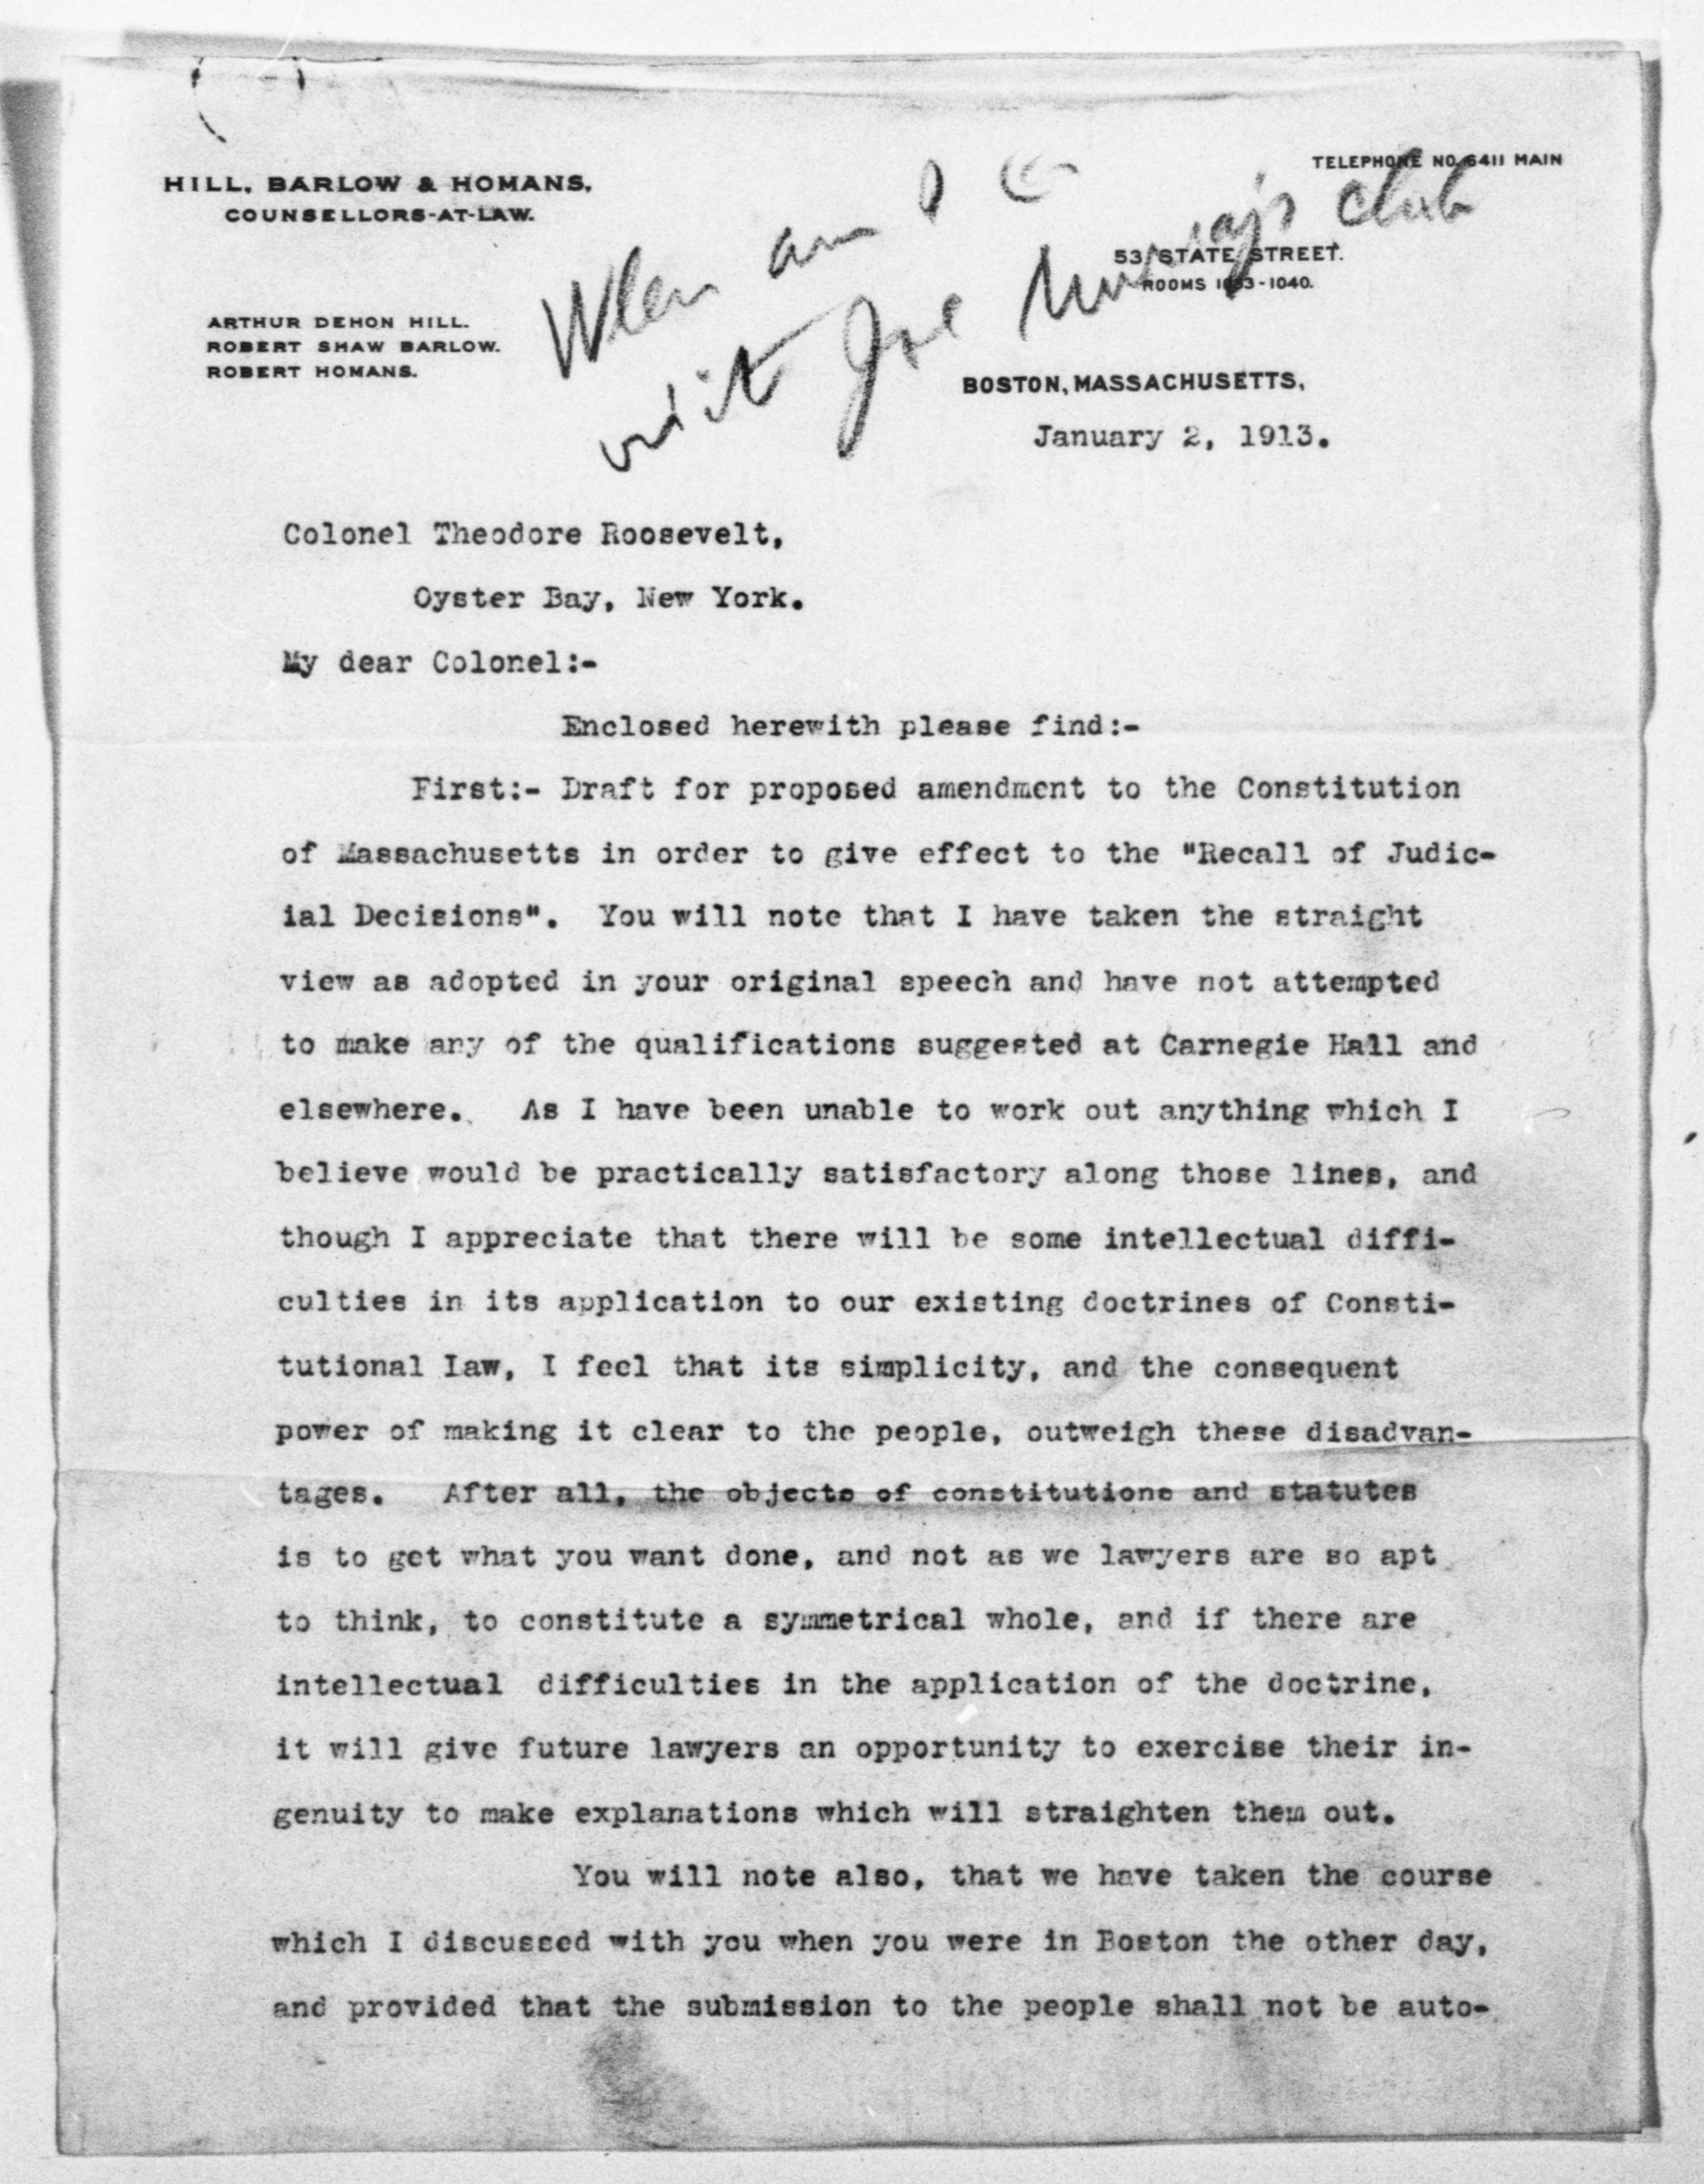 TELEPHONE NO. 6411 MAIN
HILL, BARLOW & HOMANS,
COUNSELLORS-AT-LAW.
53 STATE STREET.
ROOMS 1033-1040.
ARTHUR DEHON HILL.
ROBERT SHAW BARLOW.
ROBERT HOMANS.
When am I to
visit Joe Murray's club
BOSTON, MASSACHUSETTS,
January 2, 1913.
Colonel Theodore Roosevelt,
Oyster Bay, New York.
My dear Colonel:-
Enclosed herewith please find:-
First:- Draft for proposed amendment to the Constitution
of Massachusetts in order to give effect to the "Recall of Judic-
ial Decisions". You will note that I have taken the straight
view as adopted in your original speech and have not attempted
to make any of the qualifications suggested at Carnegie Hall and
elsewhere. As I have been unable to work out anything which I
believe would be practically satisfactory along those lines, and
though I appreciate that there will be some intellectual diffi-
culties in its application to our existing doctrines of Consti-
tutional Law, I feel that its simplicity, and the consequent
power of making it clear to the people, outweigh these disadvan-
tages. After all, the objects of constitutions and statutes
is to get what you want done, and not as we lawyers are so apt
to think, to constitute a symmetrical whole, and if there are
intellectual difficulties in the application of the doctrine,
it will give future lawyers an opportunity to exercise their in-
genuity to make explanations which will straighten them out.
You will note also, that we have taken the course
which I discussed with you when you were in Boston the other day,
and provided that the submission to the people shall not be auto-